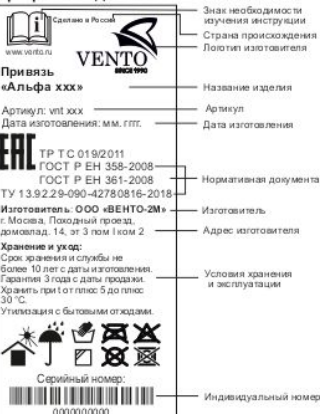 Сделано в России
www.vento.ru
VENTO
SINCE 1990
Знак необходимости
изучения инструкции
Страна происхождения
Логотип изготовителя
Привязь
«Альфа xxx»
Название изделия
Артикул: vnt xxx
Артикул
Дата изготовления: мм. гггг.
Дата изготовления
ЕАС
ТР ТС 019/2011
ГОСТ Р ЕН 358-2008
ГОСТ Р ЕН 361-2008
ТУ 13.92.29-090-42780816-2018
Нормативная документация
Изготовитель: ООО «ВЕНТО-2М»
Изготовитель
г. Москва, Походный проезд,
домовлад. 14, эт 3 пом I ком 2
Адрес изготовителя
Хранение и уход:
Срок хранения и службы не
более 10 лет с даты изготовления.
Гарантия 3 года с даты продажи.
Хранить при t от плюс 5 до плюс
30 °С.
Утилизация с бытовыми отходами.
Условия хранения
и эксплуатации
Серийный номер:
0000000000
Индивидуальный номер